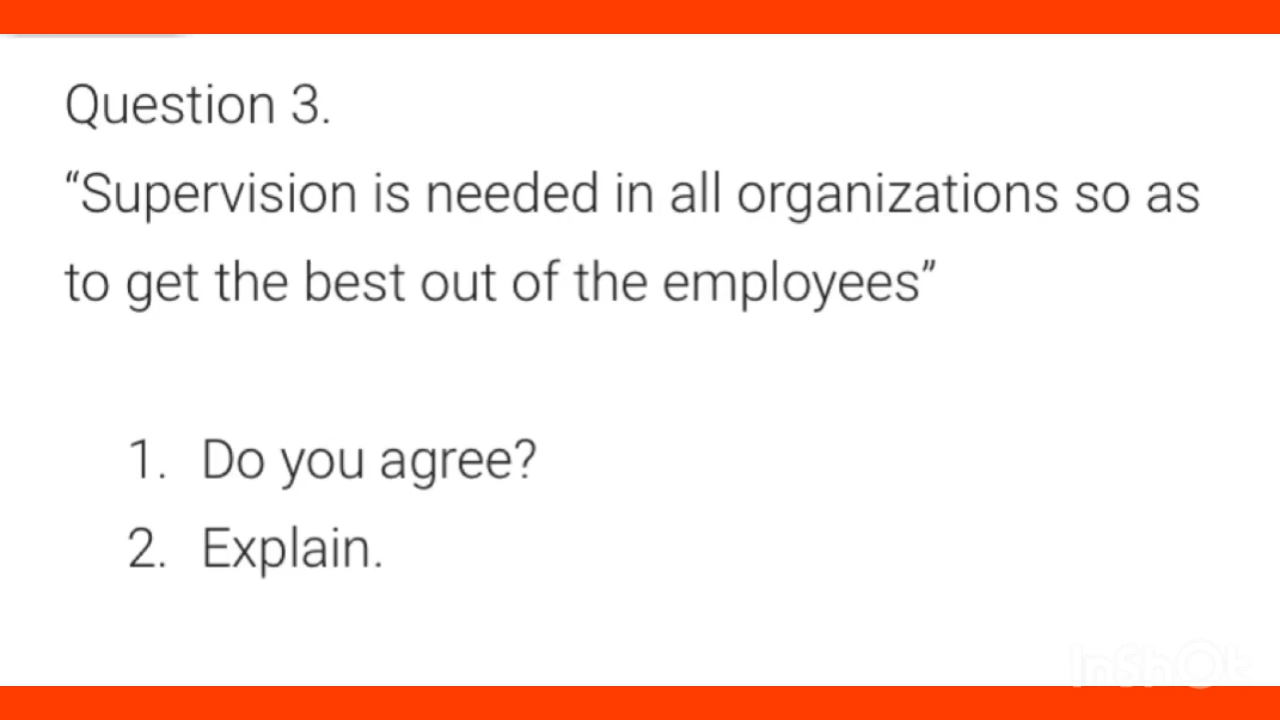 Question 3.
“Supervision is needed in all organizations so as
to get the best out of the employees”
1. Do you agree?
2. Explain.
InShOt